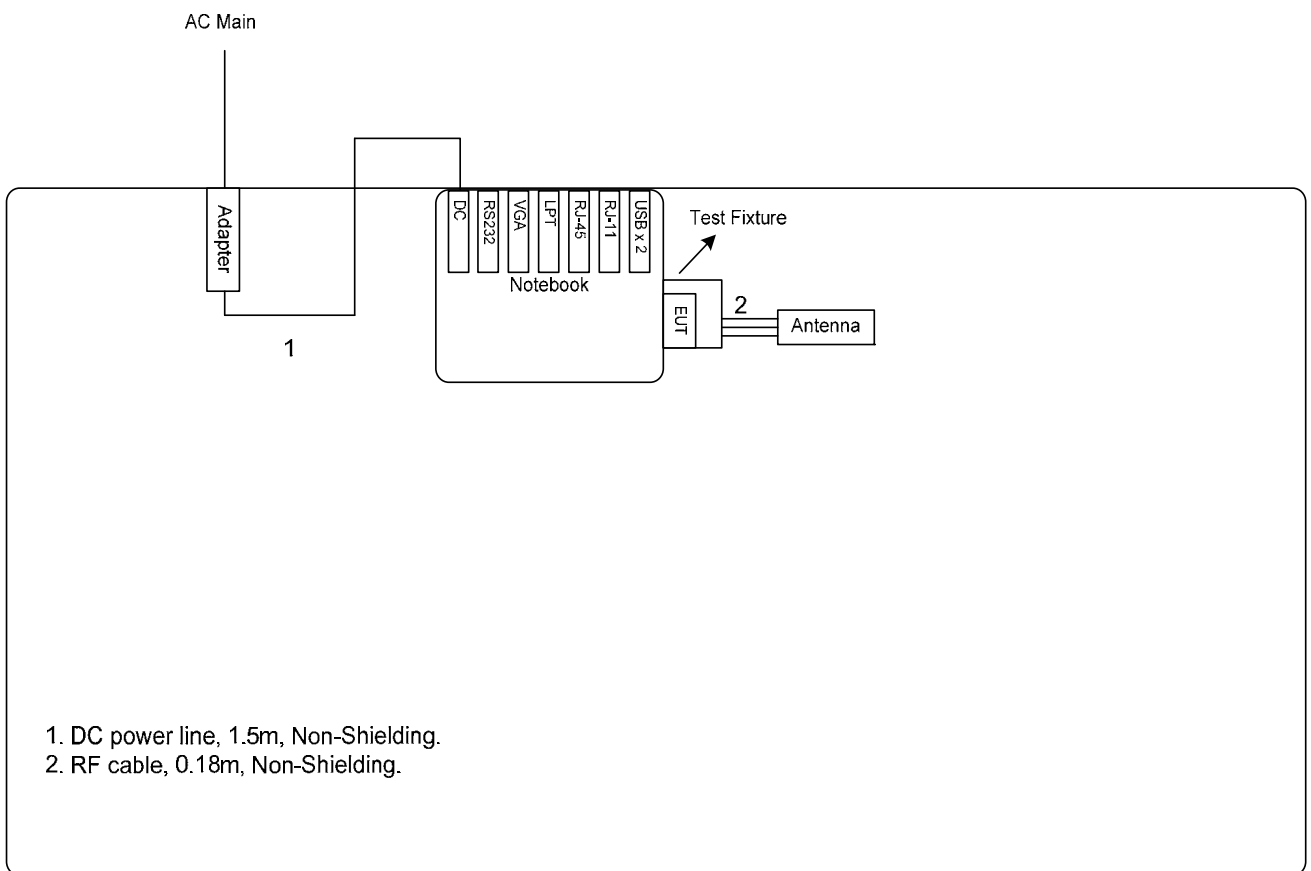 AC Main
Adapter
DC
RS232
VGA
LPT
RJ-45
RJ-11
USB x 2
Notebook
Test Fixture
EUT
2
Antenna
1
1. DC power line, 1.5m, Non-Shielding.
2. RF cable, 0.18m, Non-Shielding.